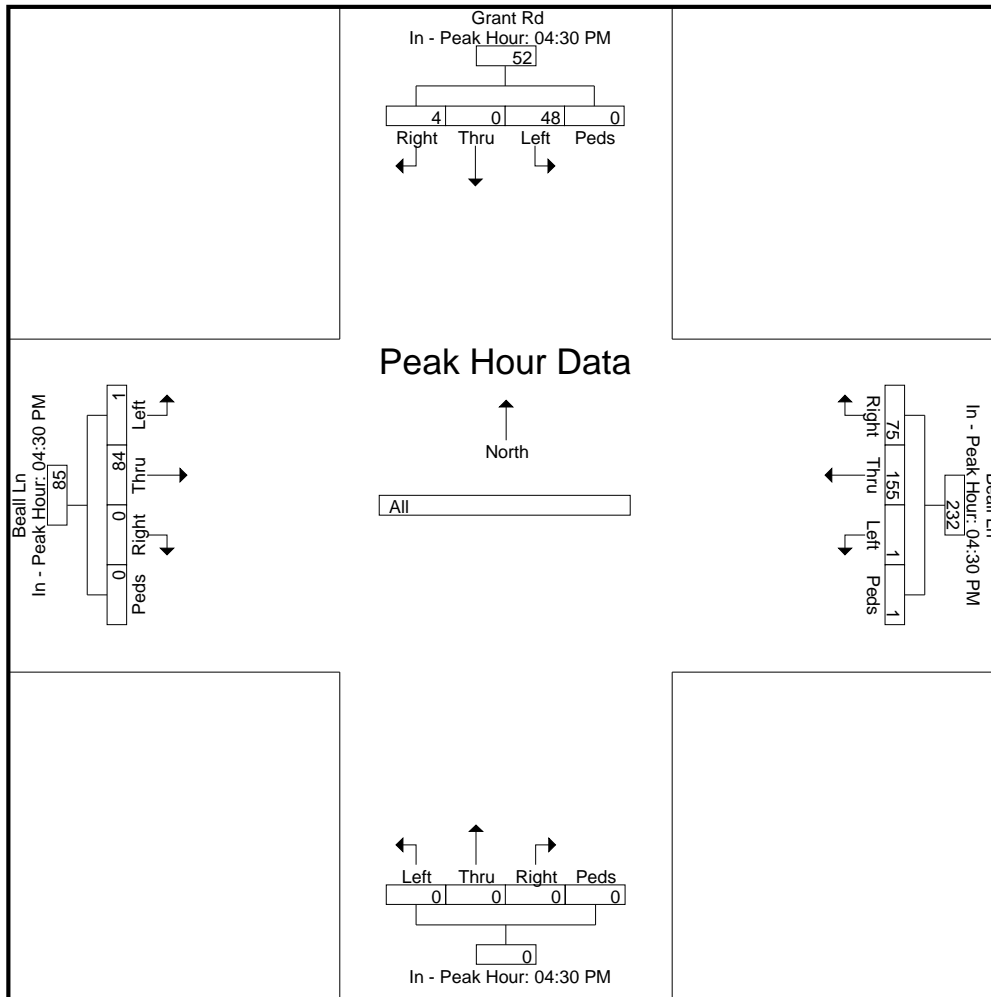 Grant Rd
In - Peak Hour: 04:30 PM
52
4 0 48 0
Right Thru Left Peds
Peak Hour Data
North
All
Beall Ln
In - Peak Hour: 04:30 PM
85
1 84 0 0
Left Thru Right Peds
Right Thru Left Peds
75 155 1 1
232
In - Peak Hour: 04:30 PM
Beall Ln
Left Thru Right Peds
0 0 0 0
0
In - Peak Hour: 04:30 PM